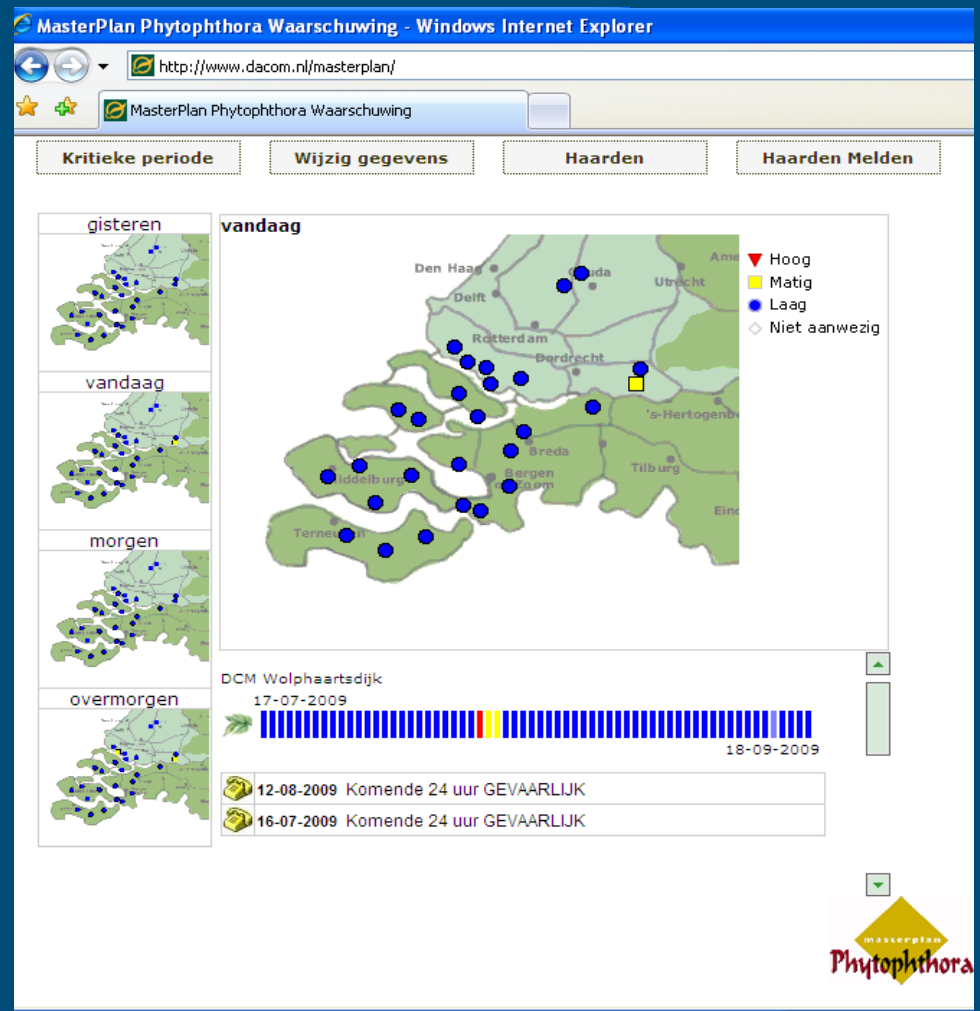 MasterPlan Phytophthora Waarschuwing - Windows Internet Explorer
http://www.dacom.nl/masterplan/
MasterPlan Phytophthora Waarschuwing
Kritieke periode Wijzig gegevens Haarden Haarden Melden
gisteren
vandaag
morgen
overmorgen
vandaag
Den Haag
Delft
Utrecht
Rotterdam
Dordrecht
's-Hertogenb
Breda
Tilburg
Bergen
Zoom
Eind
Ame
Hoog
Matig
Laag
Niet aanwezig
DCM Wolphaartsdijk
17-07-2009
18-09-2009
12-08-2009 Komende 24 uur GEVAARLIJK
16-07-2009 Komende 24 uur GEVAARLIJK
masterplan
Phytophthora